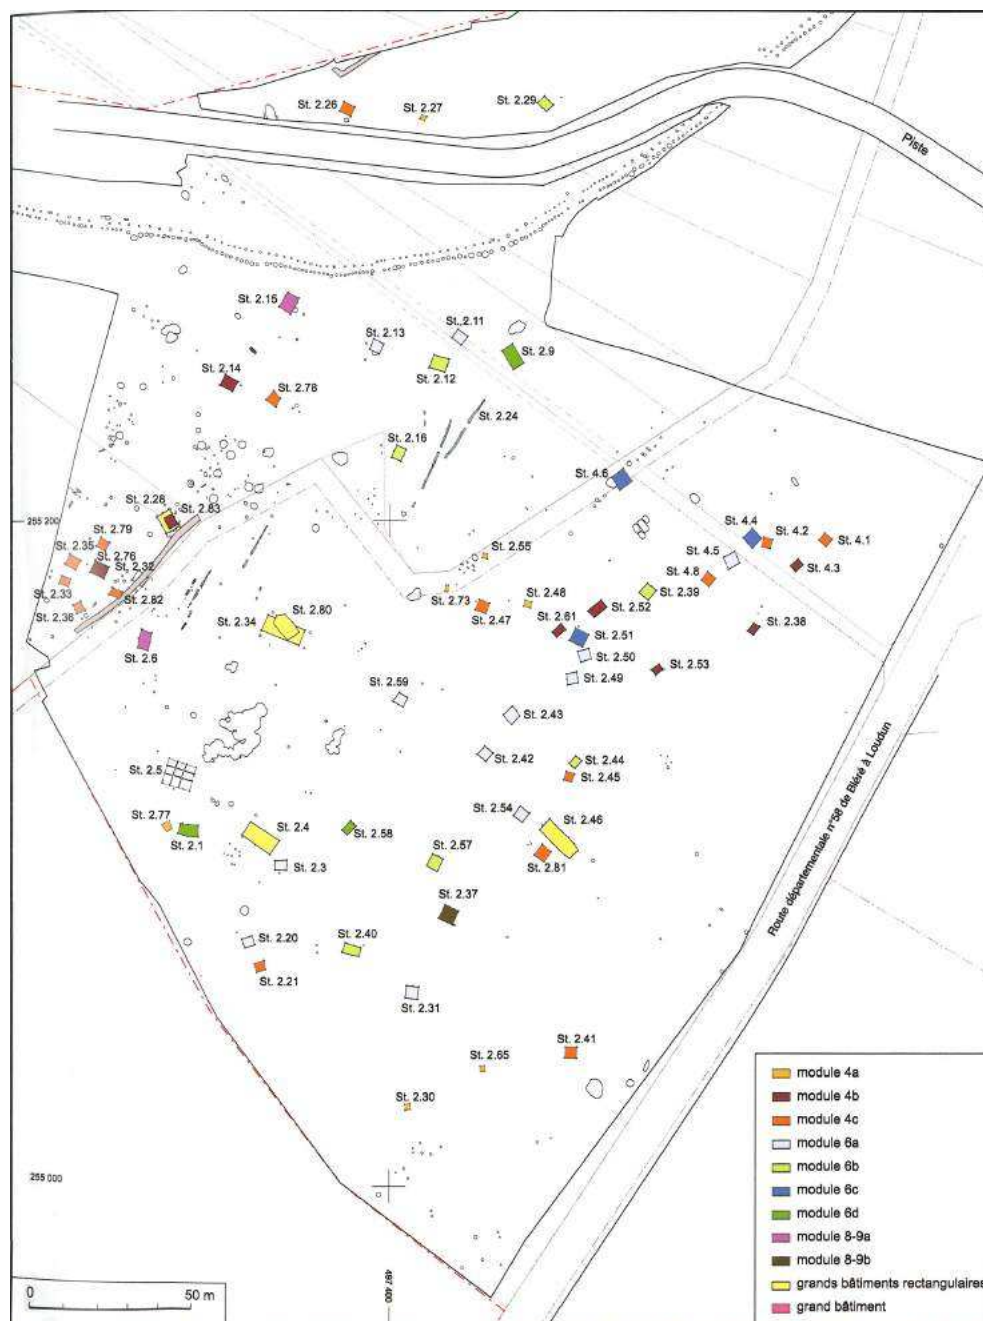 St. 2.26
St. 2.27
St. 2.29
Piste
St. 2.15
St. 2.13
St. 2.11
St. 2.9
St. 2.12
St. 2.14
St. 2.78
St. 2.24
St. 2.16
St. 4.6
St. 2.28
St. 2.63
255 200
St. 2.79
St. 2.35
St. 2.76
St. 2.32
St. 2.33
St. 2.62
St. 2.36
St. 2.55
St. 4.4
St. 4.2
St. 4.1
St. 4.5
St. 4.3
St. 4.8
St. 2.39
St. 2.73
St. 2.48
St. 2.47
St. 2.52
St. 2.61
St. 2.51
St. 2.38
St. 2.80
St. 2.34
St. 2.6
St. 2.50
St. 2.53
St. 2.49
St. 2.59
St. 2.43
St. 2.42
St. 2.44
St. 2.45
St. 2.5
St. 2.77
St. 2.1
St. 2.4
St. 2.58
St. 2.3
St. 2.54
St. 2.46
St. 2.57
St. 2.81
St. 2.37
Route départementale n°58 de Bléré à Loudun
St. 2.20
St. 2.40
St. 2.21
St. 2.31
St. 2.41
St. 2.65
St. 2.30
255 000
497 400
0 50 m
module 4a
module 4b
module 4c
module 6a
module 6b
module 6c
module 6d
module 8-9a
module 8-9b
grands bâtiments rectangulaires
grand bâtiment